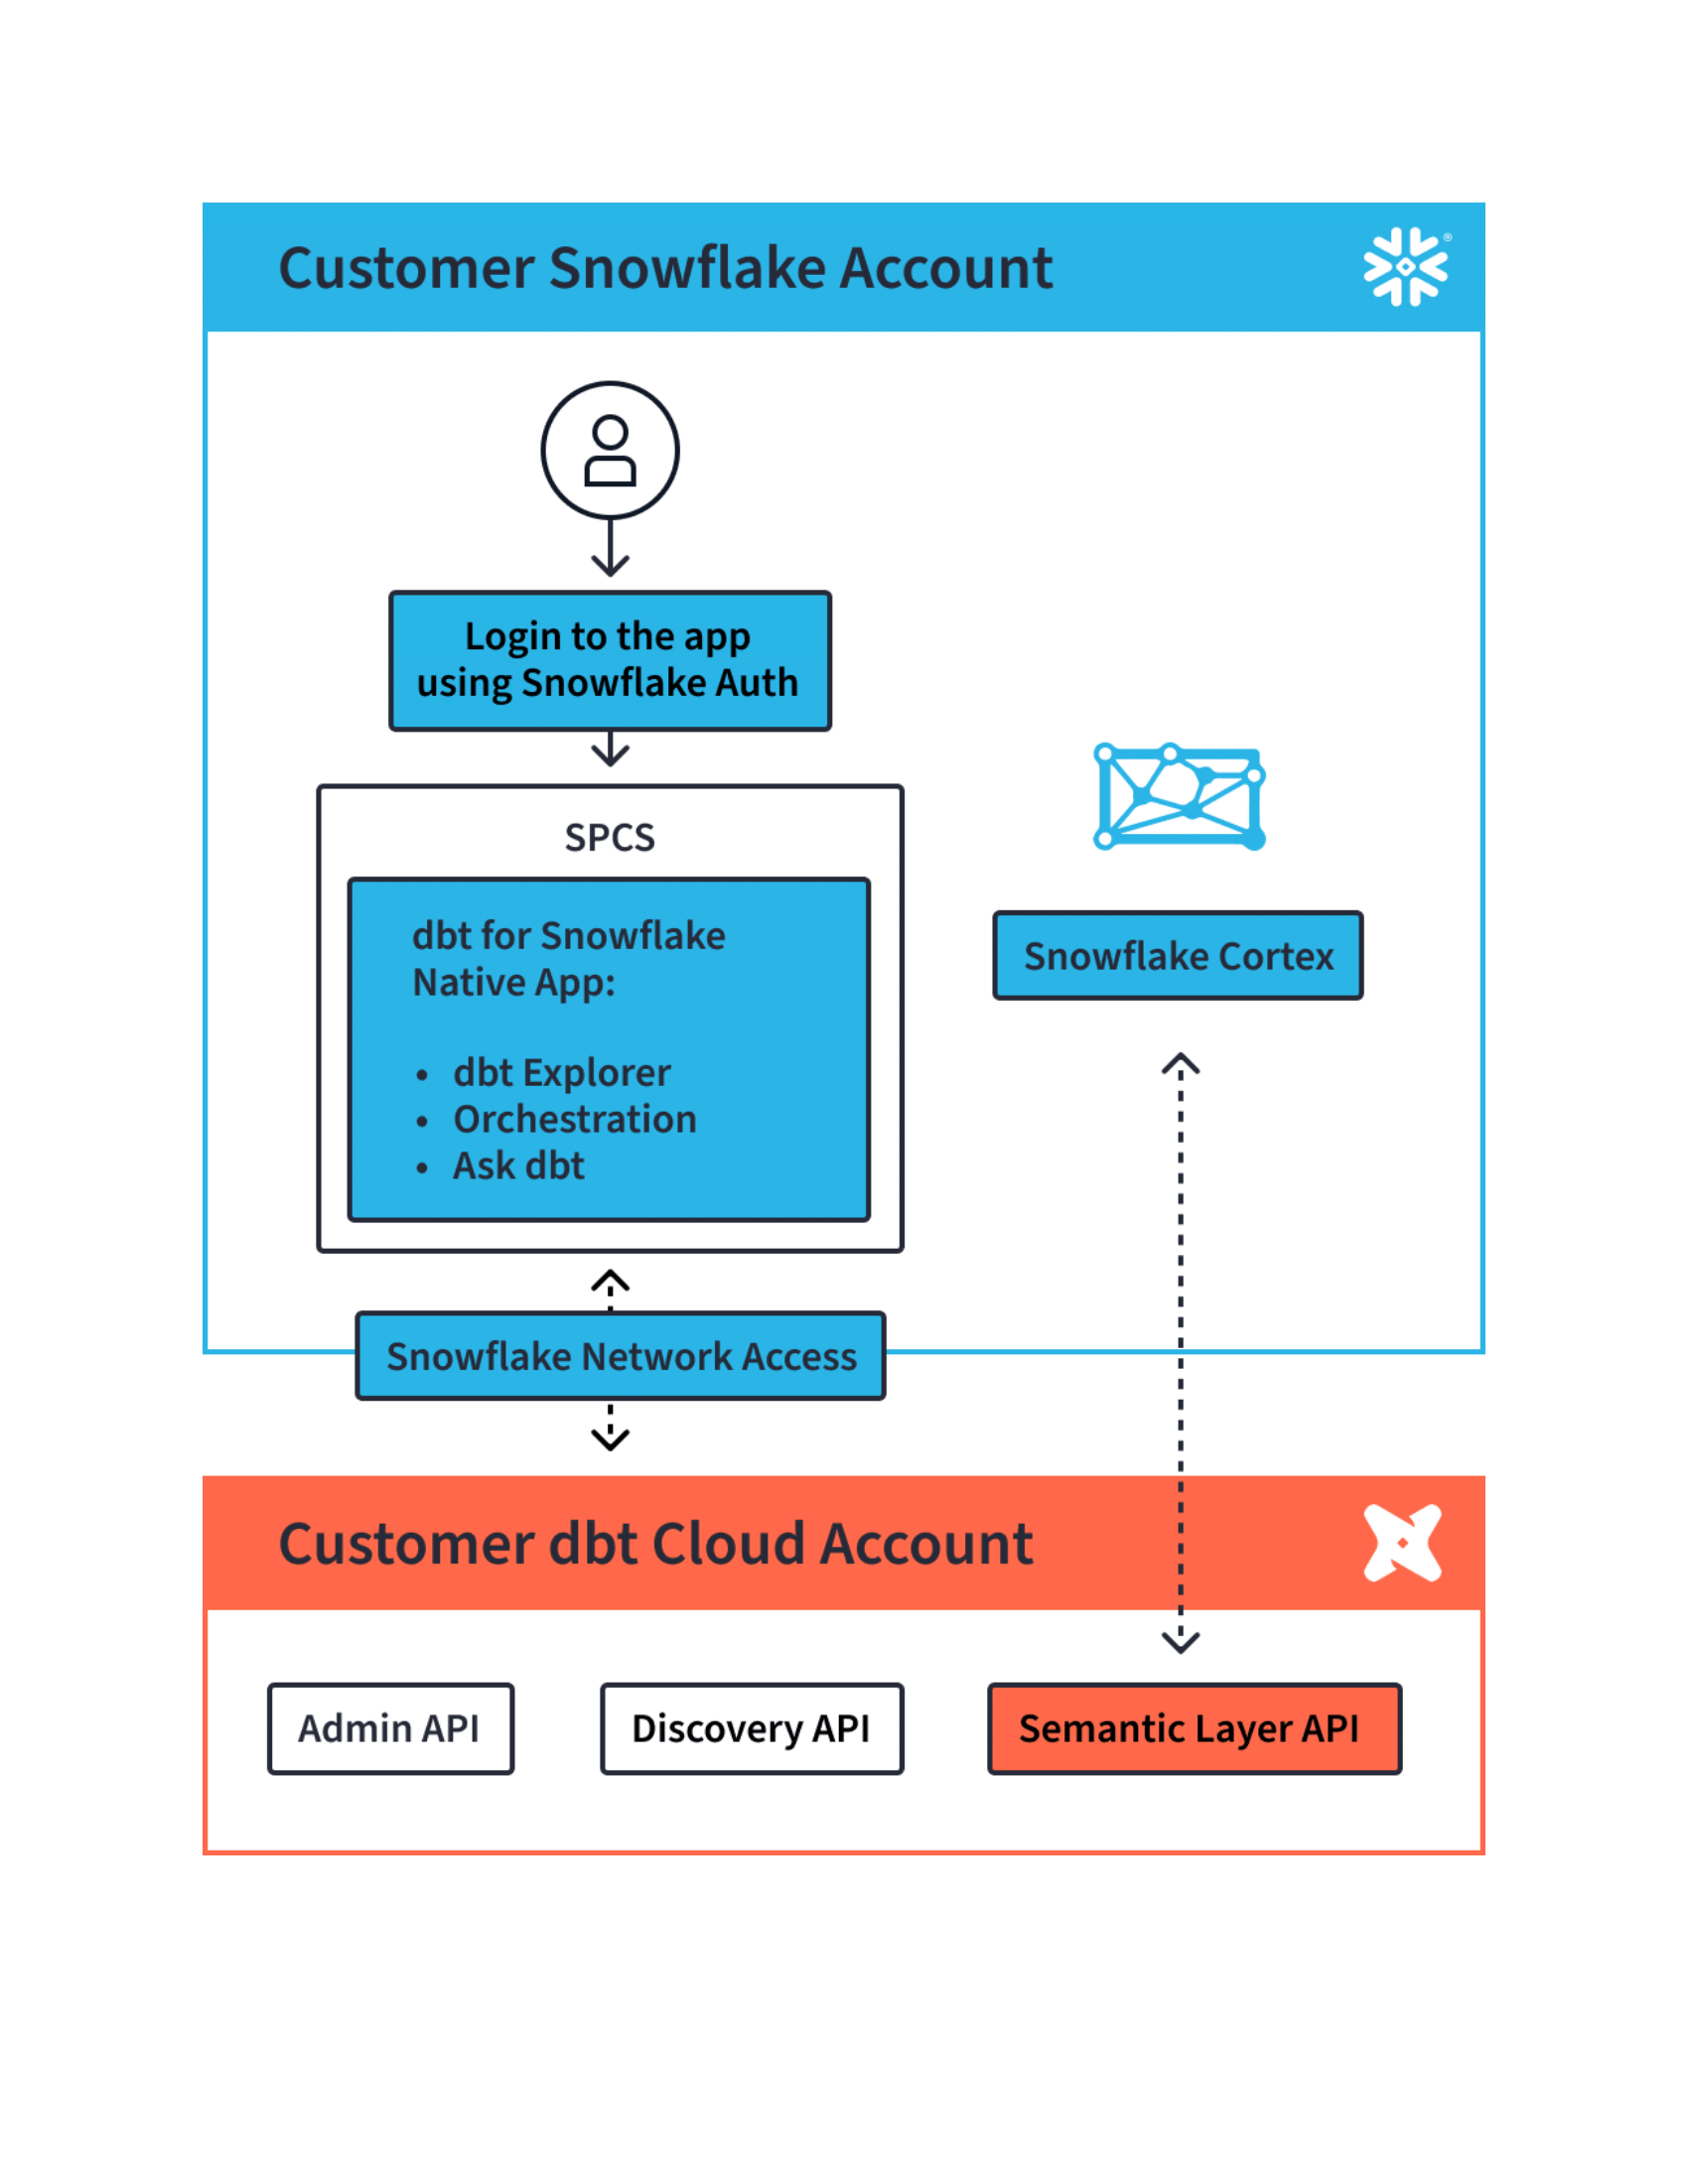 Customer Snowflake Account
®
Login to the app
using Snowflake Auth
SPCS
dbt for Snowflake
Native App:
• dbt Explorer
• Orchestration
• Ask dbt
Snowflake Cortex
Snowflake Network Access
Customer dbt Cloud Account
Admin API
Discovery API
Semantic Layer API